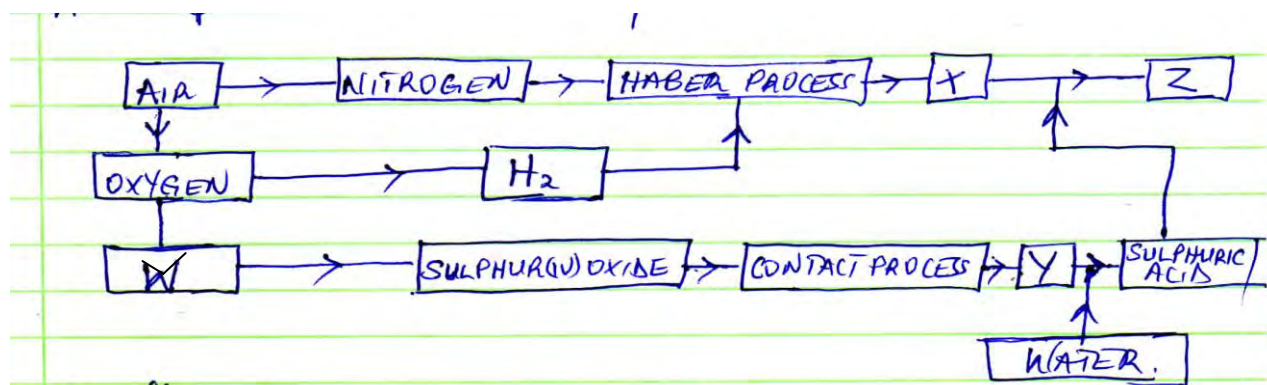 AIR NITROGEN HABER PROCESS X Z
OXYGEN H2
W SULPHUR(IV) OXIDE CONTACT PROCESS Y SULPHURIC
ACID
WATER.